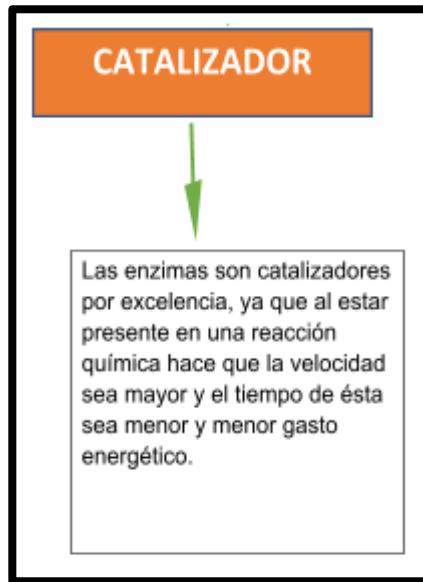 CATALIZADOR
Las enzimas son catalizadores
por excelencia, ya que al estar
presente en una reacción
química hace que la velocidad
sea mayor y el tiempo de ésta
sea menor y menor gasto
energético.